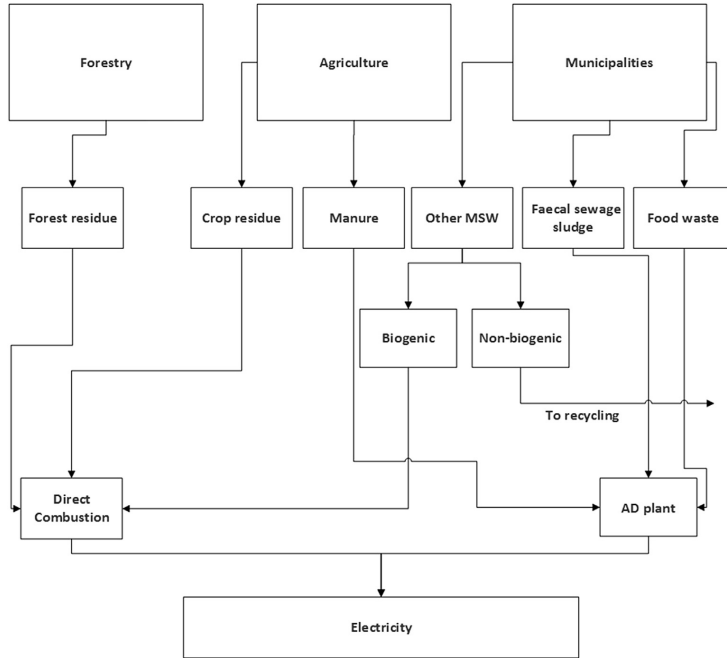 Forestry
Agriculture
Municipalities
Forest residue
Crop residue
Manure
Other MSW
Faecal sewage
sludge
Food waste
Biogenic
Non-biogenic
To recycling
Direct
Combustion
AD plant
Electricity